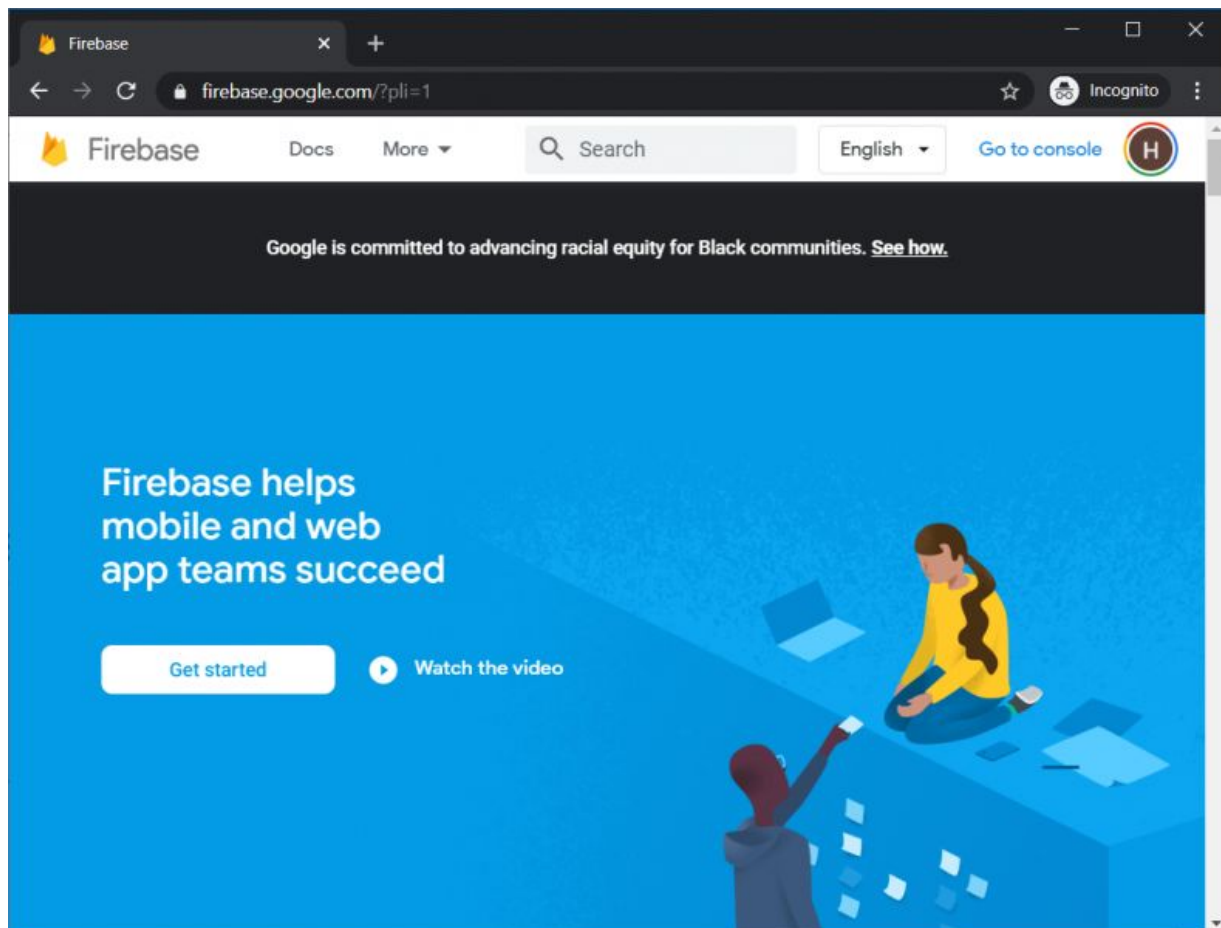 Firebase
firebase.google.com/?pli=1
Incognito
Firebase
Docs
More
Search
English
Go to console
H
Google is committed to advancing racial equity for Black communities. See how.
Firebase helps
mobile and web
app teams succeed
Get started
Watch the video